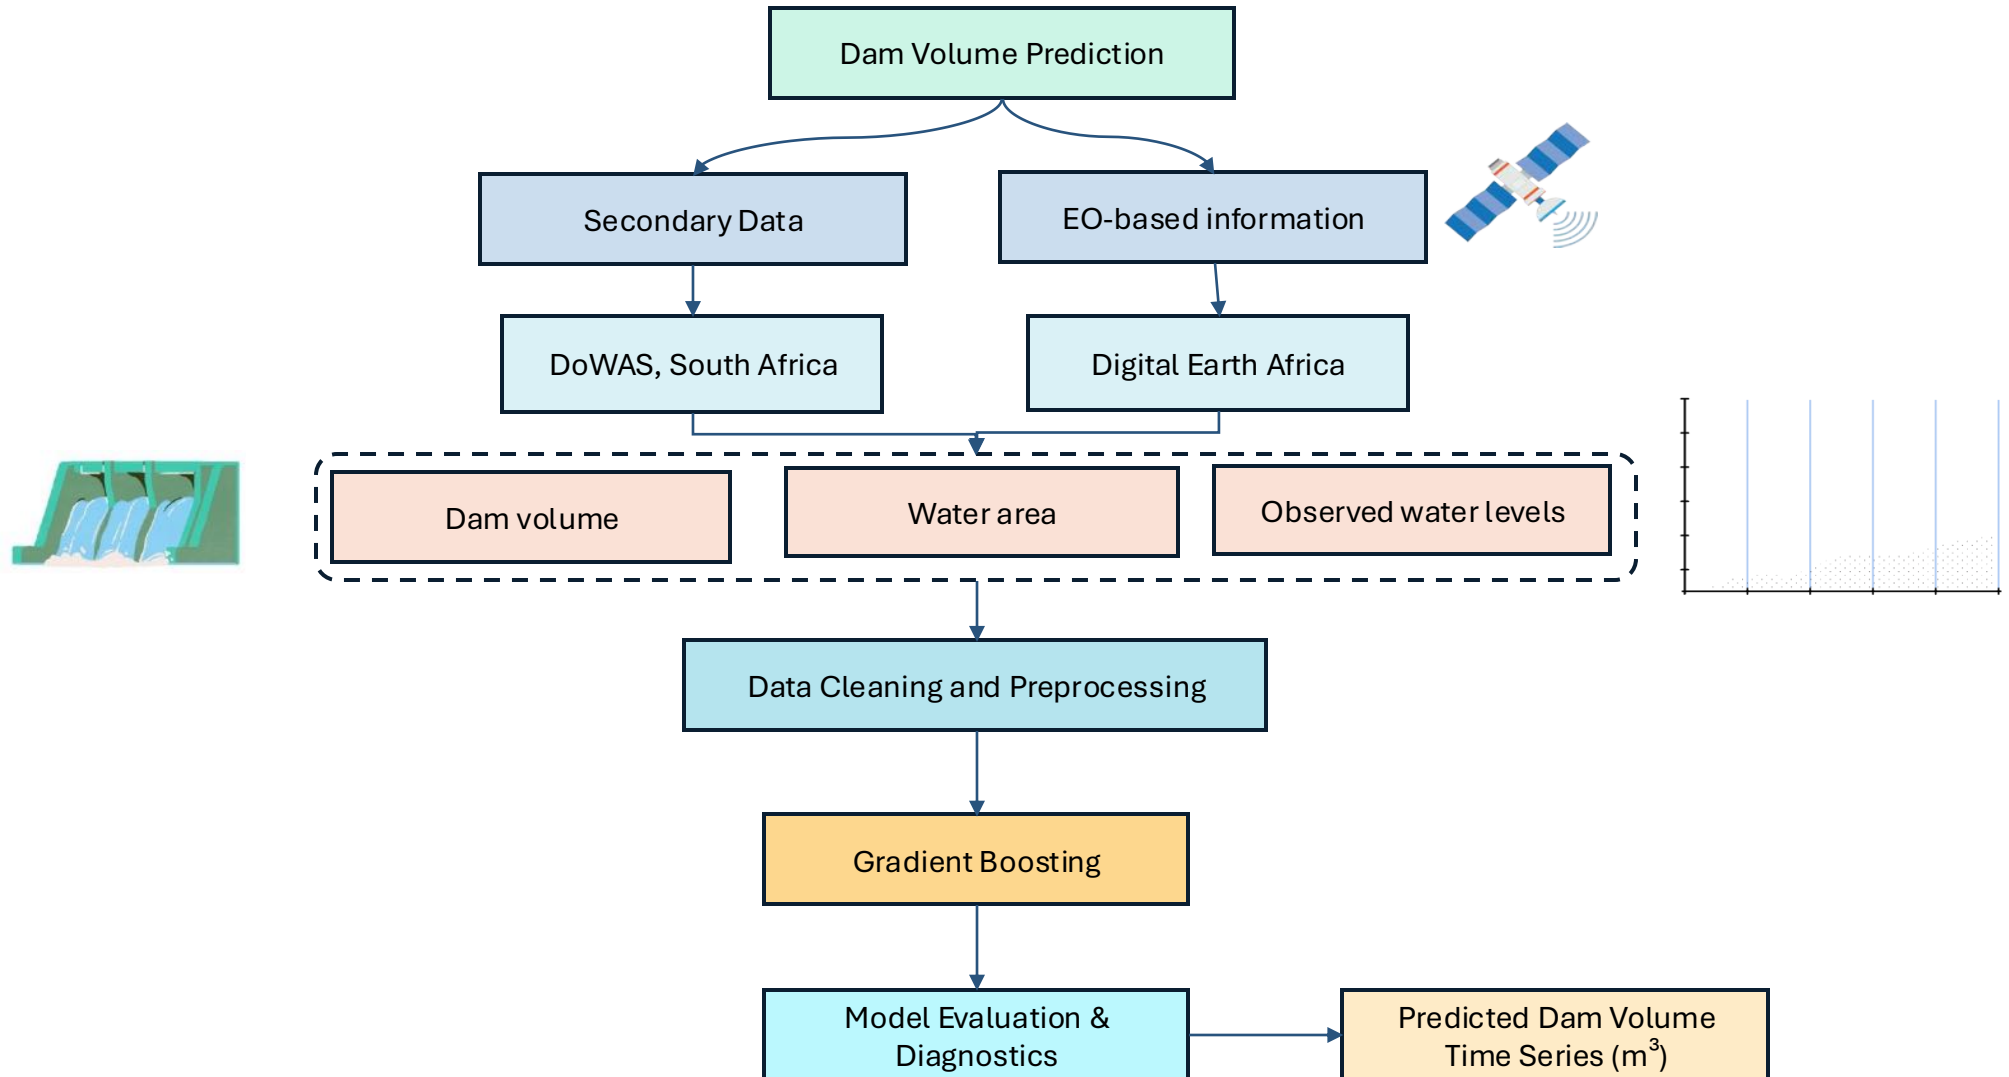 Dam Volume Prediction
Secondary Data
EO-based information
DoWAS, South Africa
Digital Earth Africa
Dam volume
Water area
Observed water levels
Data Cleaning and Preprocessing
Gradient Boosting
Model Evaluation &
Diagnostics
Predicted Dam Volume
Time Series (m³)